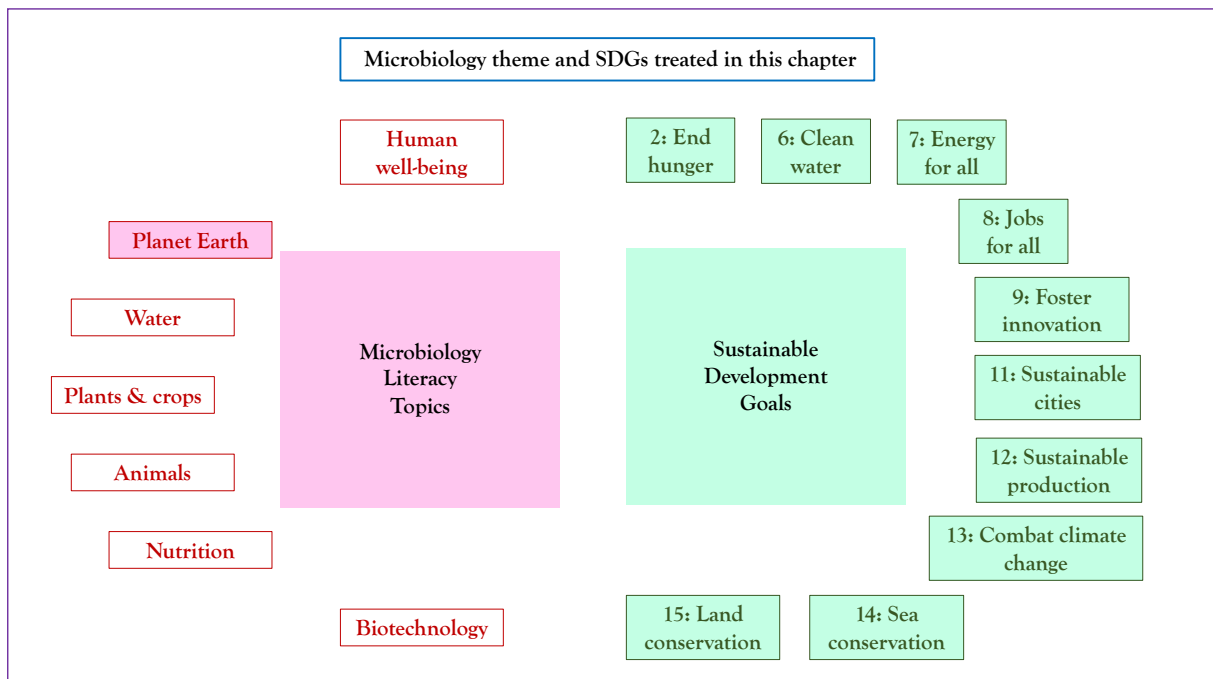 Microbiology theme and SDGs treated in this chapter
Human
well-being
Planet Earth
Water
Plants & crops
Animals
Nutrition
Biotechnology
Microbiology
Literacy
Topics
Sustainable
Development
Goals
2: End
hunger
6: Clean
water
7: Energy
for all
8: Jobs
for all
9: Foster
innovation
11: Sustainable
cities
12: Sustainable
production
13: Combat climate
change
14: Sea
conservation
15: Land
conservation